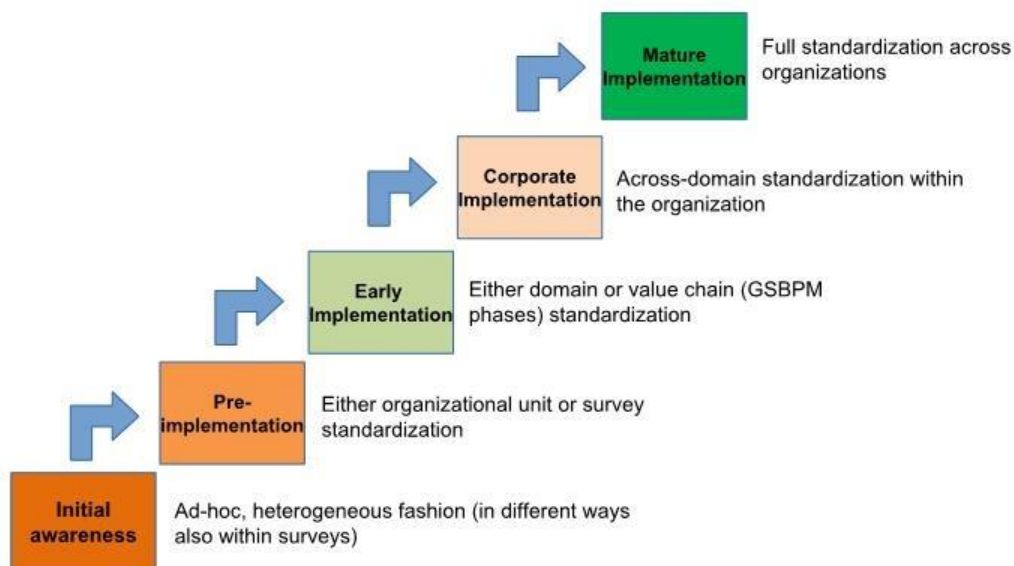 Mature
Implementation
Full standardization across
organizations
Corporate
Implementation
Across-domain standardization within
the organization
Early
Implementation
Either domain or value chain (GSBPM
phases) standardization
Pre-
implementation
Either organizational unit or survey
standardization
Initial
awareness
Ad-hoc, heterogeneous fashion (in different ways
also within surveys)